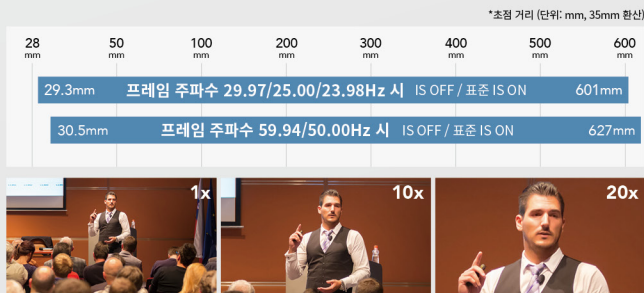 *초점 거리 (단위: mm, 35mm 환산)
28 50 100 200 300 400 500 600
mm mm mm mm mm mm mm mm
29.3mm 프레임 주파수 29.97/25.00/23.98Hz 시 IS OFF / 표준 IS ON 601mm
30.5mm 프레임 주파수 59.94/50.00Hz 시 IS OFF / 표준 IS ON 627mm
1x 10x 20x